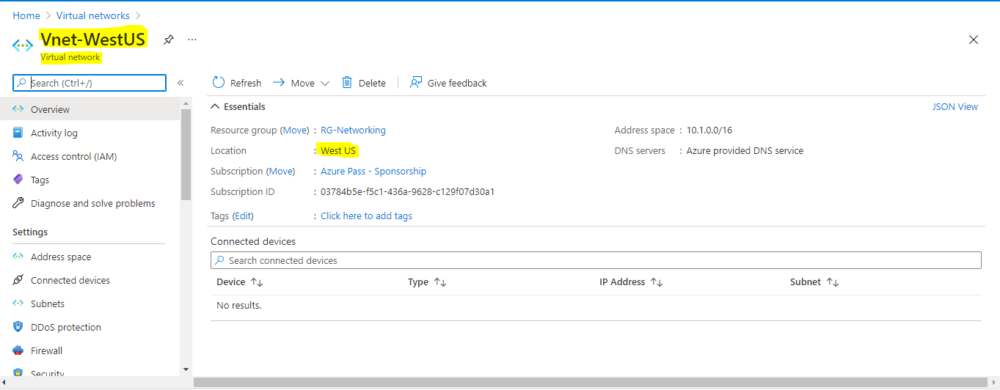 Home > Virtual networks >
Vnet-WestUS ...
Virtual network
Search (Ctrl+/) «
Overview
Activity log
Access control (IAM)
Tags
Diagnose and solve problems
Settings
Address space
Connected devices
Subnets
DDoS protection
Firewall
Security
Refresh Move Delete Give feedback
Essentials JSON View
Resource group (Move) : RG-Networking
Location : West US
Subscription (Move) : Azure Pass - Sponsorship
Subscription ID : 03784b5e-f5c1-436a-9628-c129f07d30a1
Tags (Edit) : Click here to add tags
Address space : 10.1.0.0/16
DNS servers : Azure provided DNS service
Connected devices
Search connected devices
Device Type IP Address Subnet
No results.